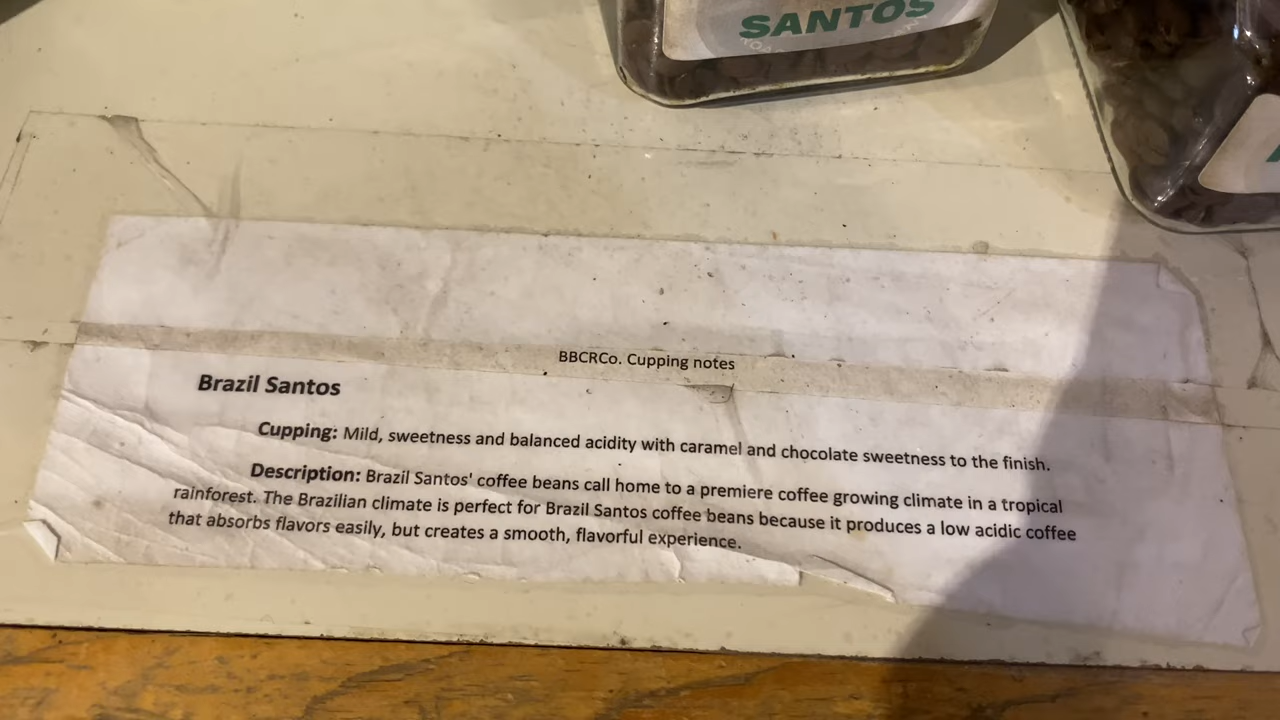 SANTOS
BBCRCo. Cupping notes
Brazil Santos
Cupping: Mild, sweetness and balanced acidity with caramel and chocolate sweetness to the finish.
Description: Brazil Santos' coffee beans call home to a premiere coffee growing climate in a tropical
rainforest. The Brazilian climate is perfect for Brazil Santos coffee beans because it produces a low acidic coffee
that absorbs flavors easily, but creates a smooth, flavorful experience.